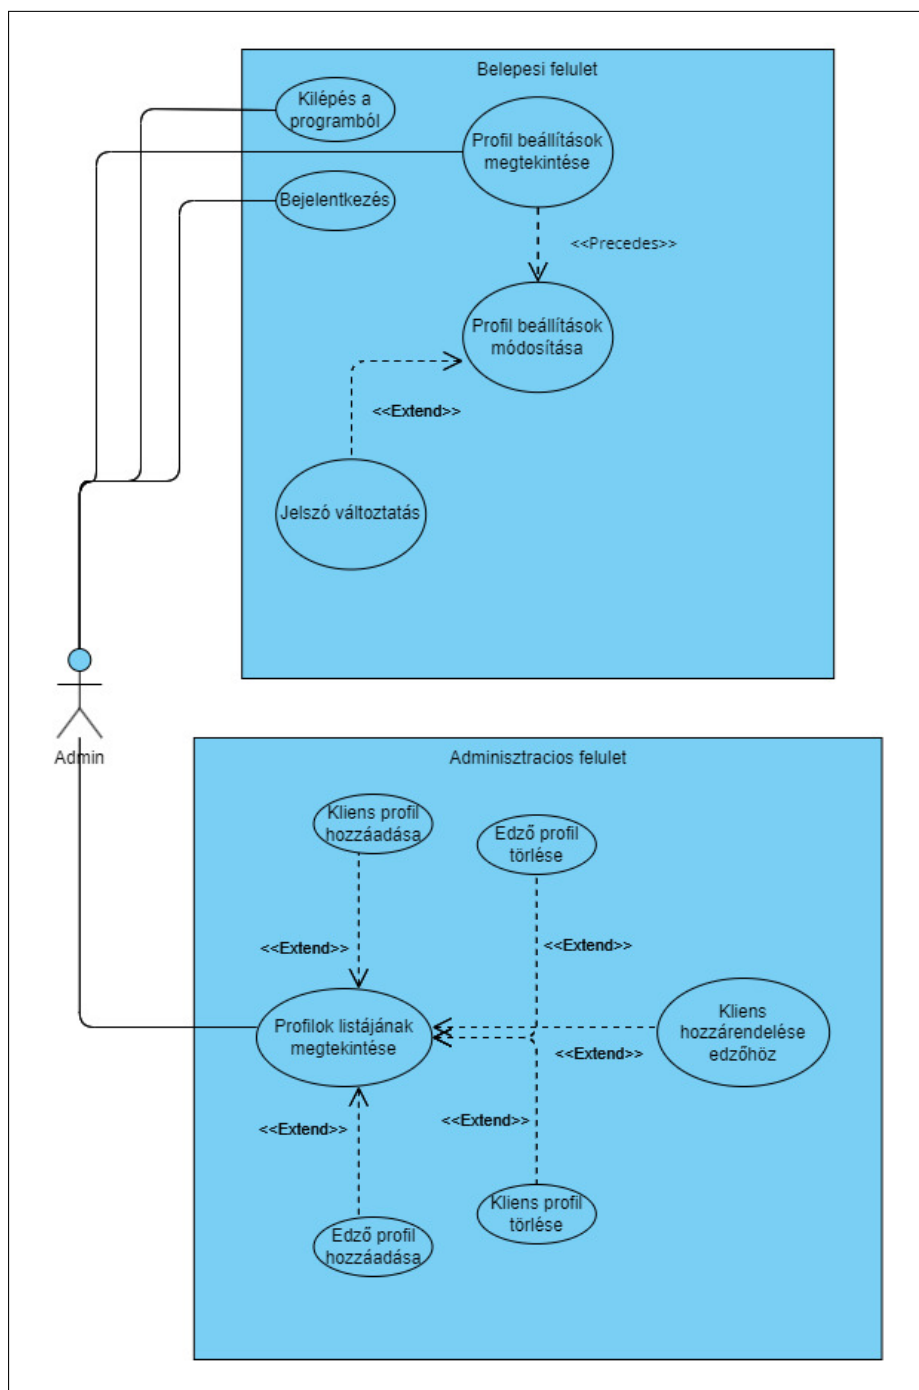 Belepesi felulet
Kilépés a
programból
Profil beállítások
megtekintése
Bejelentkezés
<<Precedes>>
Profil beállítások
módosítása
<<Extend>>
Jelszó változtatás
Admin
Adminisztracios felulet
Kliens profil
hozzáadása
Edző profil
törlése
<<Extend>>
<<Extend>>
Profilok listájának
megtekintése
Kliens
hozzárendelése
edzőhöz
<<Extend>>
<<Extend>>
<<Extend>>
Kliens profil
törlése
Edző profil
hozzáadása